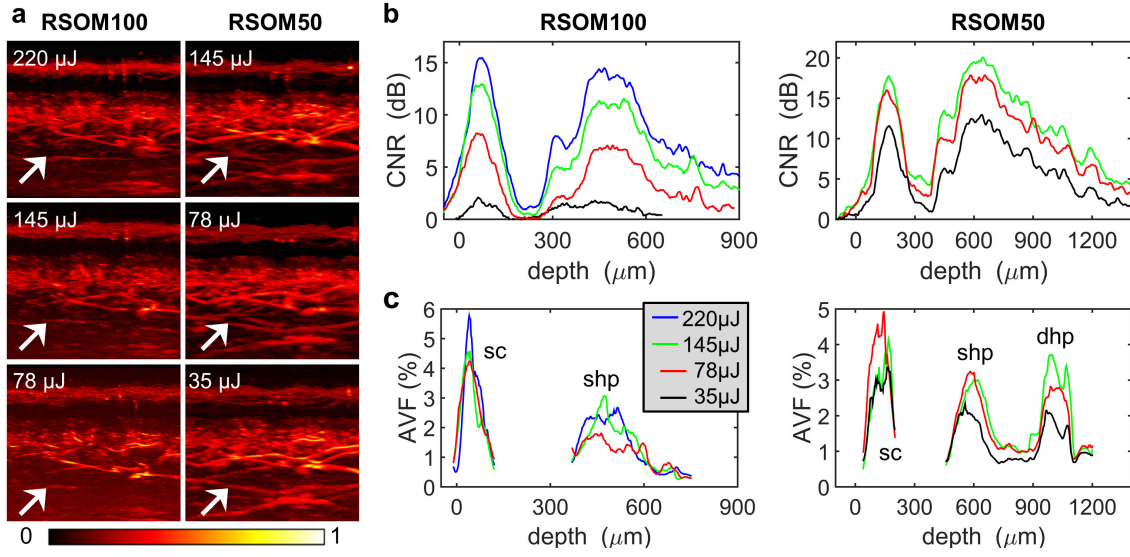 a
RSOM100 RSOM50
220 µJ 145 µJ
145 µJ 78 µJ
78 µJ 35 µJ
0 1
b
RSOM100 RSOM50
CNR (dB)
15
10
5
0
0 300 600 900
depth (µm)
CNR (dB)
20
15
10
5
0
0 300 600 900 1200
depth (µm)
c
AVF (%)
6
5
4
3
2
1
0
sc
shp
220µJ
145µJ
78µJ
35µJ
0 300 600 900
depth (µm)
AVF (%)
5
4
3
2
1
0
sc
shp
dhp
0 300 600 900 1200
depth (µm)